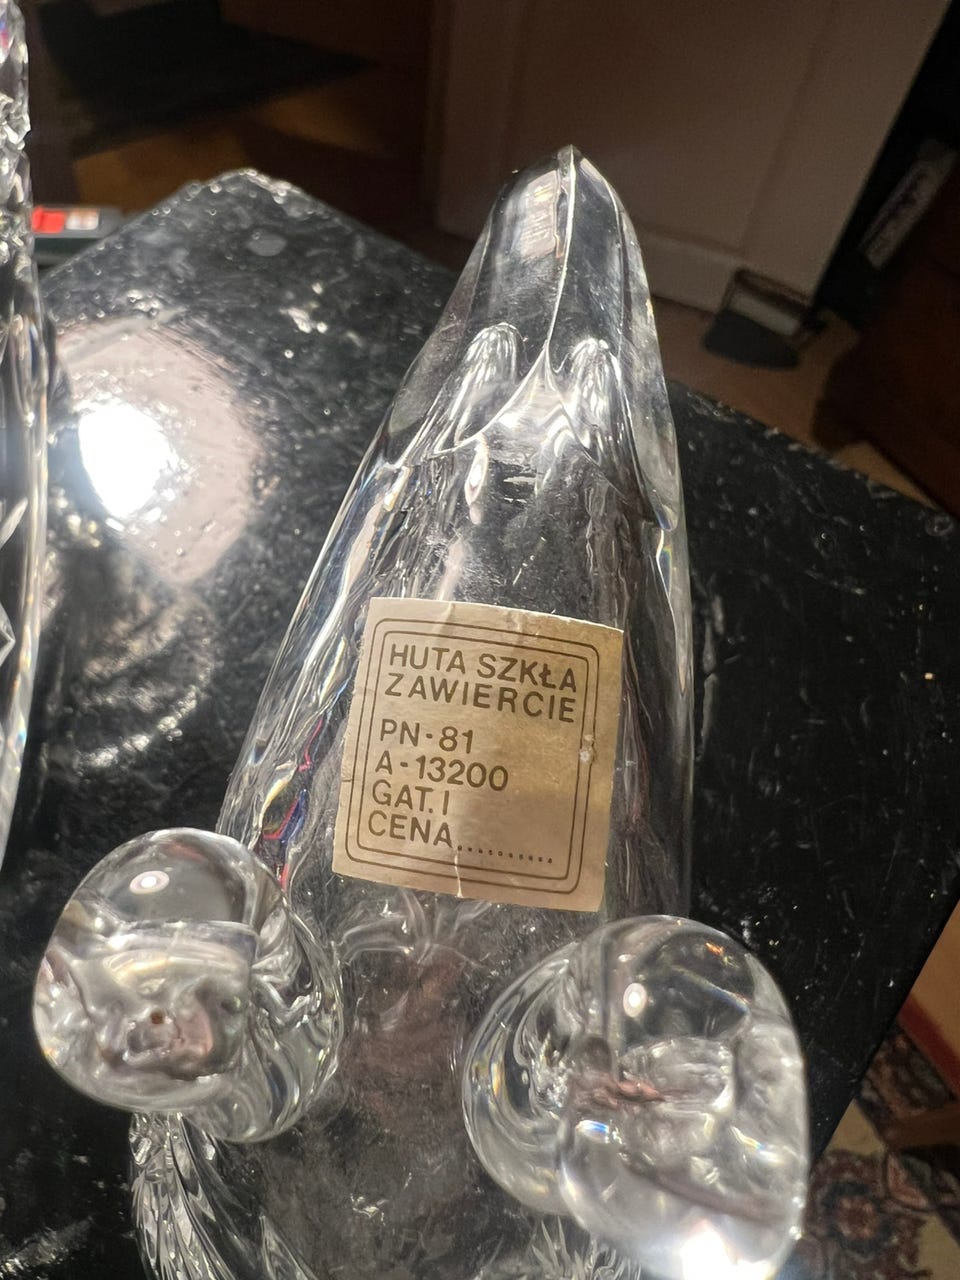 HUTA SZKŁA
ZAWIERCIE
PN-81
A-13200
GAT. I
CENA..........